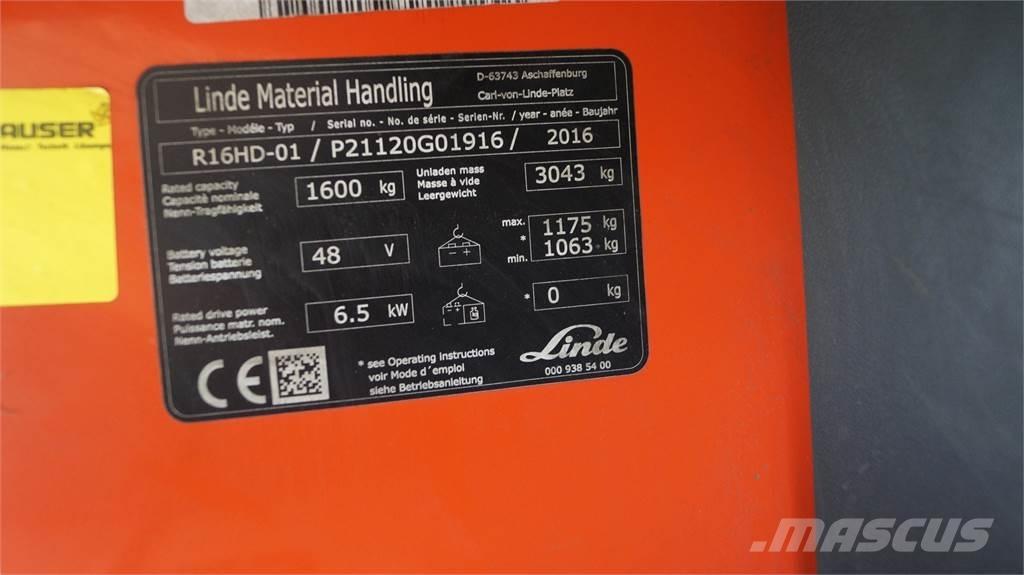 AUSER
Linde Material Handling
D-63743 Aschaffenburg
Carl-von-Linde-Platz
Type - Modèle - Typ / Serial no. - No. de série - Serien-Nr. / year - année - Baujahr
R16HD-01 / P21120G01916 / 2016
Rated capacity
Capacité nominale
Nenn-Tragfähigkeit
1600 kg
Unladen mass
Masse à vide
Leergewicht
3043 kg
Battery voltage
Tension batterie
Batteriespannung
48 V
max. 1175 kg
*
min. 1063 kg
Rated drive power
Puissance matr. nom.
Nenn-Antriebsleist.
6.5 kW
* 0 kg
* see Operating instructions
voir Mode d'emploi
siehe Betriebsanleitung
CE
Linde
000 938 54 00
MASCUS